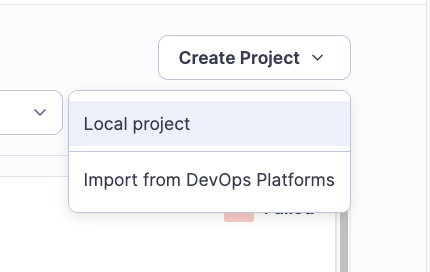 Create Project
Local project
Import from DevOps Platforms